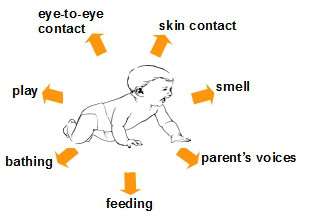 eye-to-eye
contact
skin contact
play
smell
bathing
parent's voices
feeding